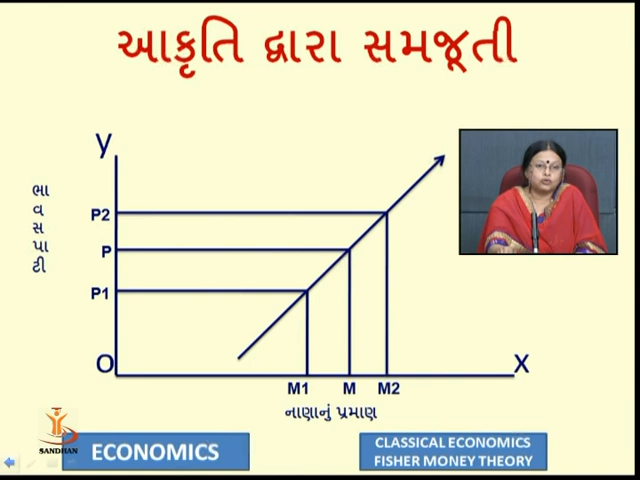 આકૃતિ દ્વારા સમજૂતી
y
ભા
વ
સ
પા
ટી
P2
P
P1
O
X
M1 M M2
નાણાનું પ્રમાણ
SANDHAN
ECONOMICS
CLASSICAL ECONOMICS
FISHER MONEY THEORY